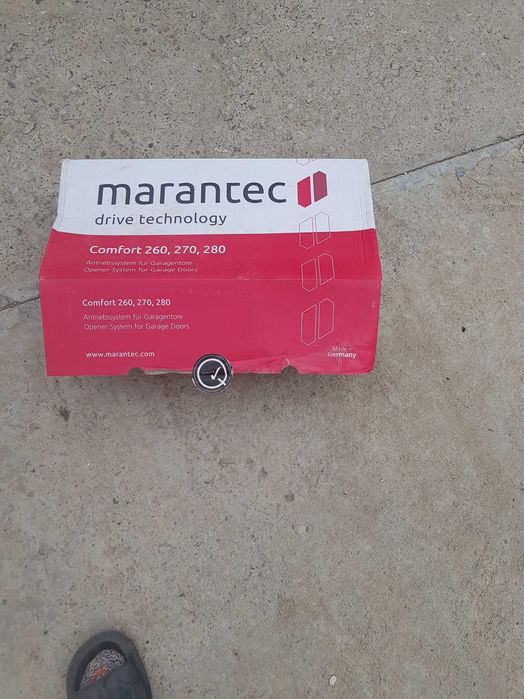 marantec
drive technology
Comfort 260, 270, 280
Antriebssystem für Garagentore
Opener System for Garage Doors
Comfort 260, 270, 280
Antriebssystem für Garagentore
Opener System for Garage Doors
www.marantec.com
Made in
Germany